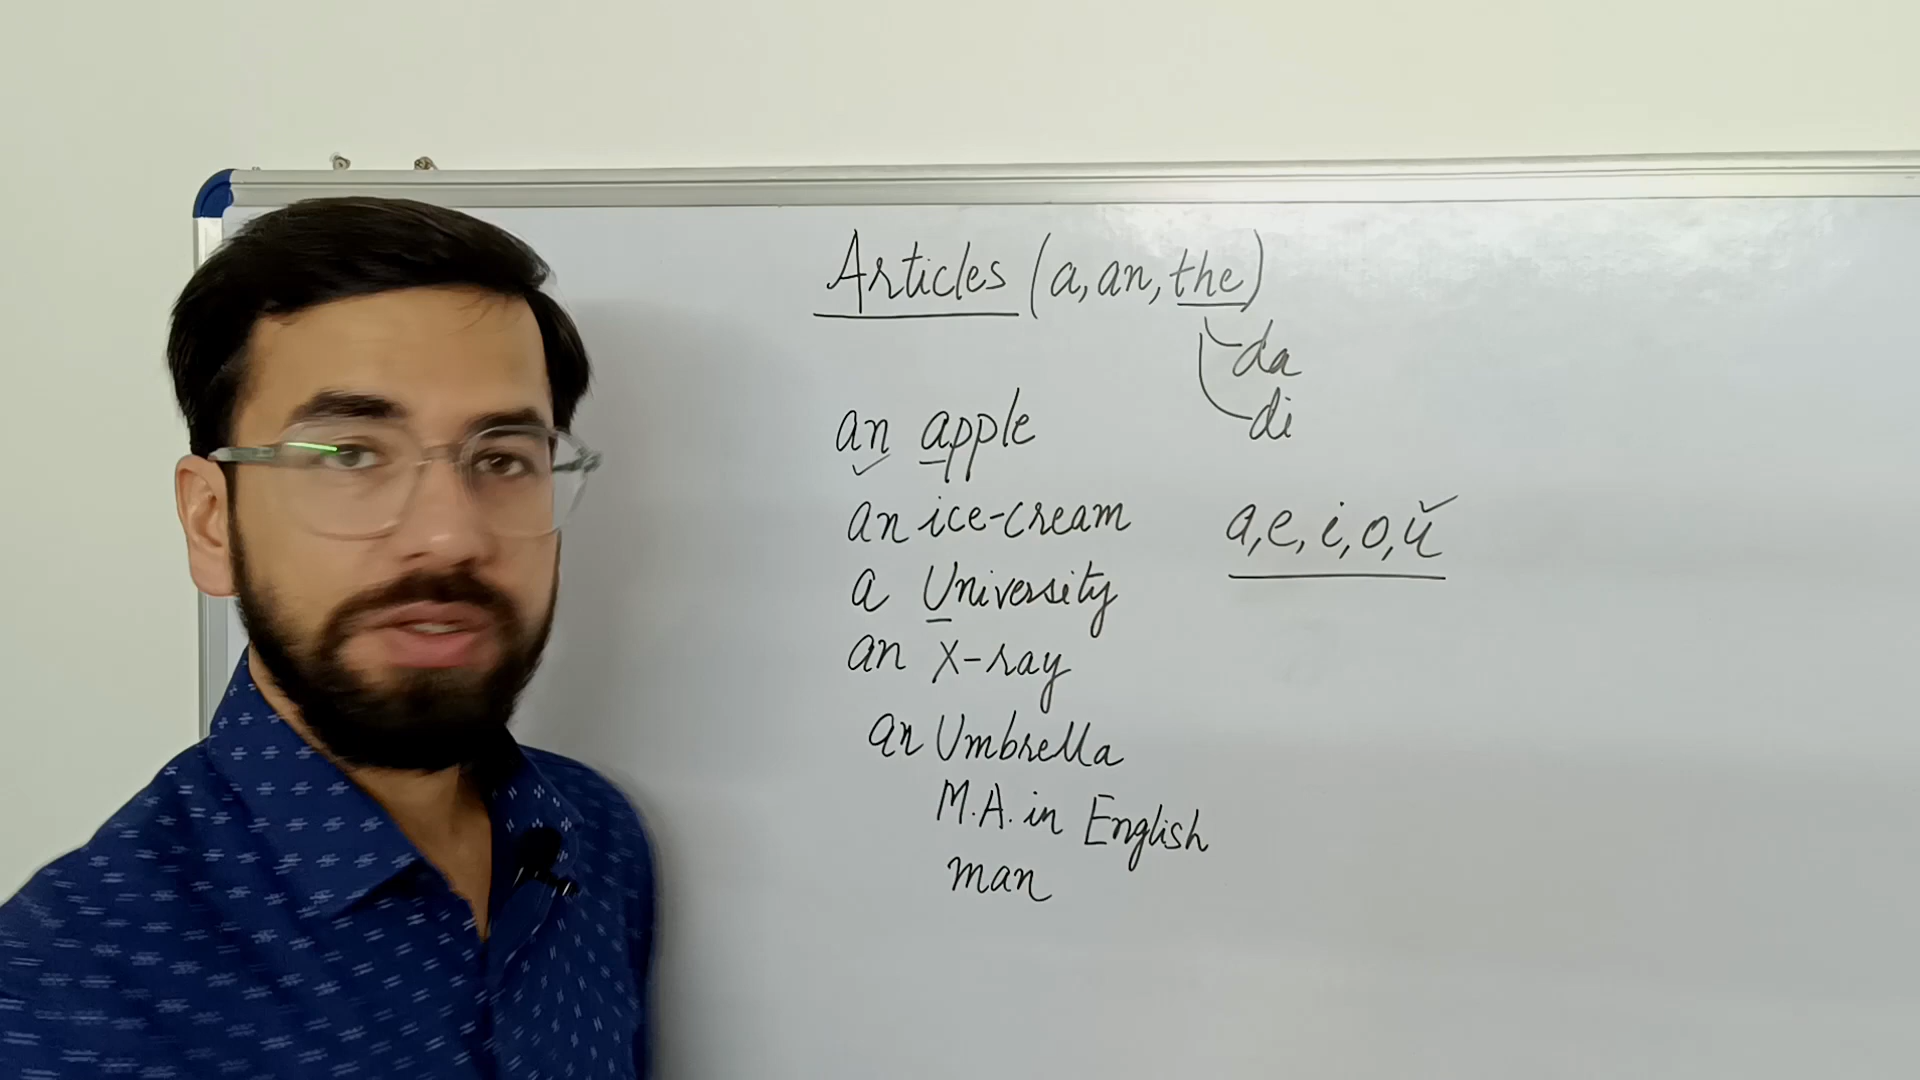 Articles (a, an, the)
da
di
an apple
an ice-cream
a, e, i, o, u
a University
an X-ray
an Umbrella
M.A. in English
man